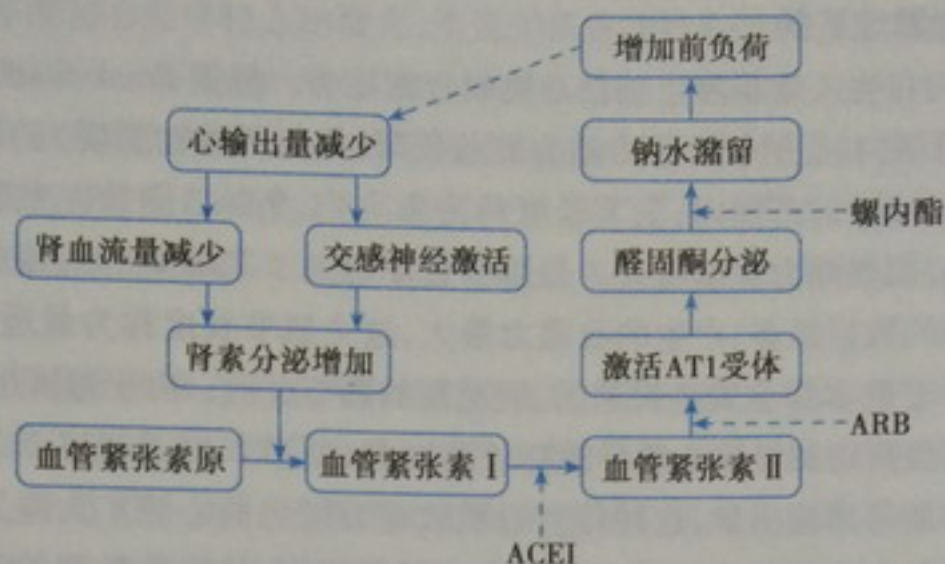 增加前负荷
心输出量减少
钠水潴留
螺内酯
肾血流量减少
交感神经激活
醛固酮分泌
肾素分泌增加
激活AT1受体
ARB
血管紧张素原
血管紧张素Ⅰ
血管紧张素Ⅱ
ACEI